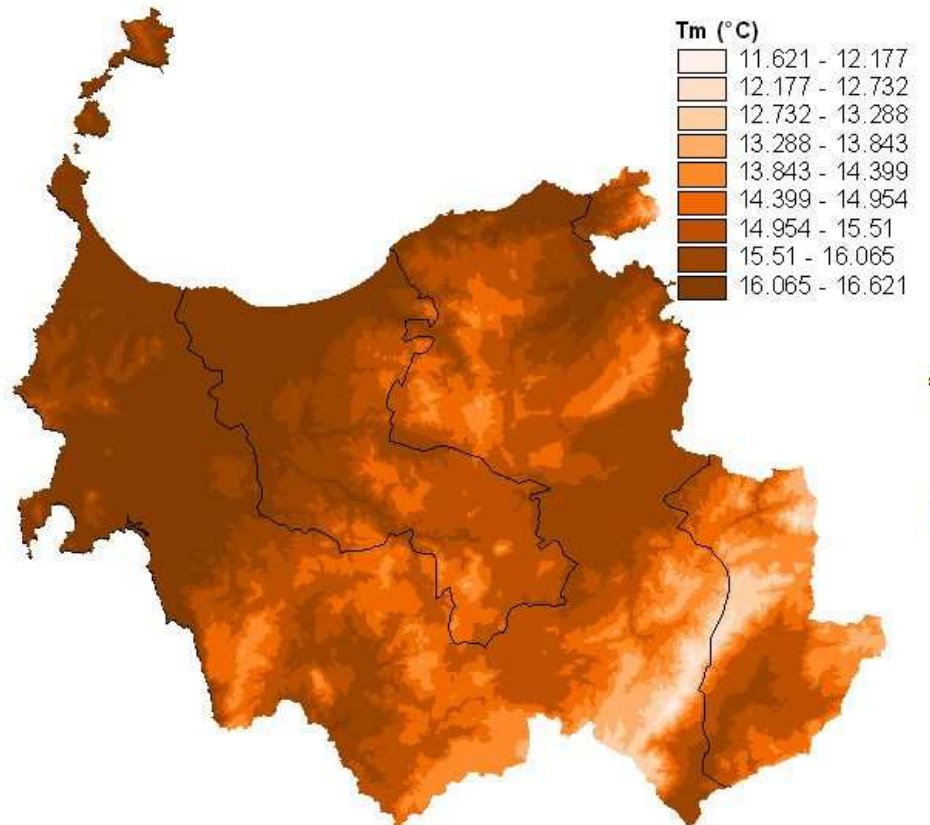 Tm (°C)
11.621 - 12.177
12.177 - 12.732
12.732 - 13.288
13.288 - 13.843
13.843 - 14.399
14.399 - 14.954
14.954 - 15.51
15.51 - 16.065
16.065 - 16.621